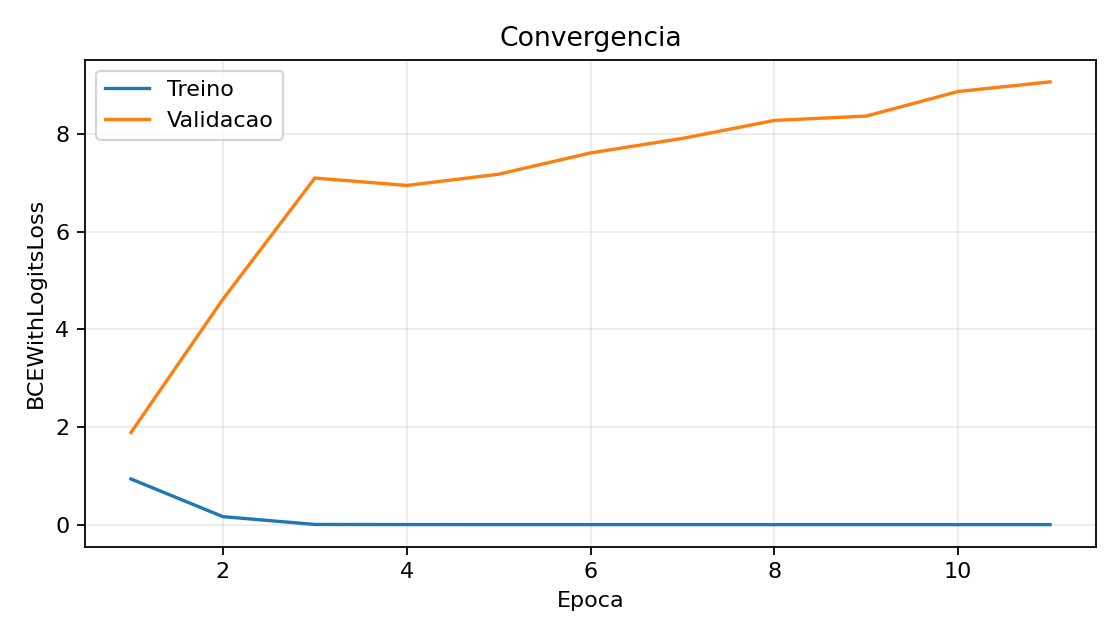 Convergencia
Treino
Validacao
8
6
4
2
0
BCEWithLogitsLoss
2 4 6 8 10
Epoca